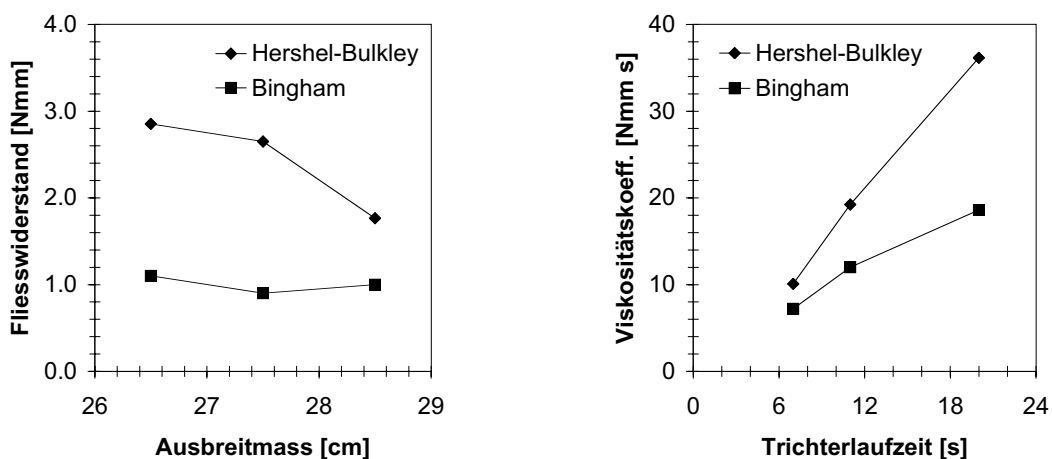 4.0
3.0
2.0
1.0
0.0
Fliesswiderstand [Nmm]
Hershel-Bulkley
Bingham
26
27
28
29
Ausbreitmass [cm]
40
30
20
10
0
Viskositätskoeff. [Nmm s]
Hershel-Bulkley
Bingham
0
6
12
18
24
Trichterlaufzeit [s]